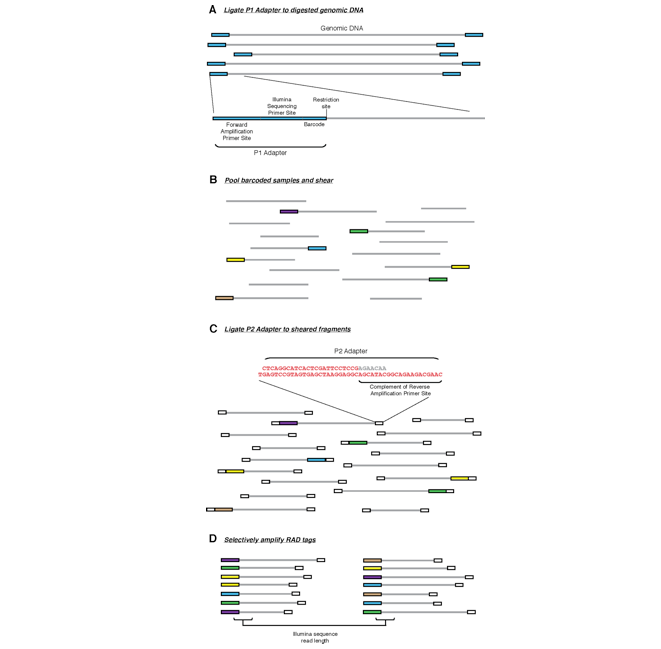 A Ligate P1 Adapter to digested genomic DNA
Genomic DNA
Illumina
Sequencing
Primer Site
Restriction
site
Forward
Amplification
Primer Site
Barcode
P1 Adapter
B Pool barcoded samples and shear
C Ligate P2 Adapter to sheared fragments
P2 Adapter
CTCAGGCATCACTCGATTCCTCCGAGAACAA
TGAGTCCGTAGTGAGCTAAGGAGGCAGCATACGGCAGAAGACGAAC
Complement of Reverse
Amplification Primer Site
D Selectively amplify RAD tags
Illumina sequence
read length